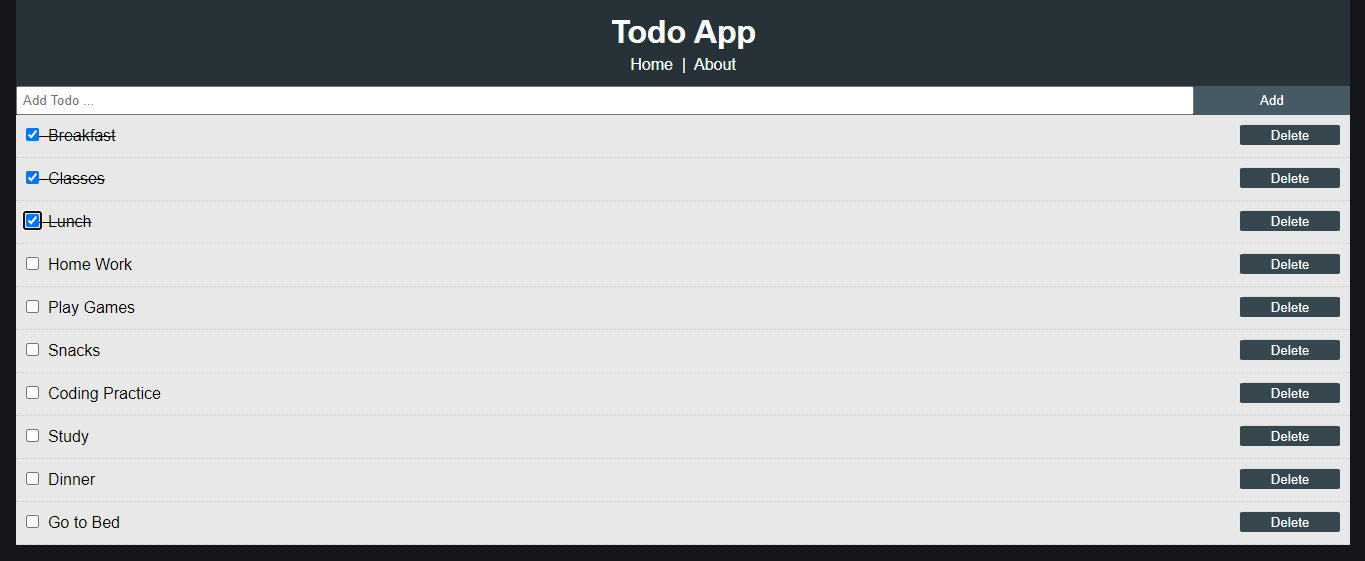 Todo App
Home | About
Add Todo ... Add
Breakfast Delete
Classes Delete
Lunch Delete
Home Work Delete
Play Games Delete
Snacks Delete
Coding Practice Delete
Study Delete
Dinner Delete
Go to Bed Delete